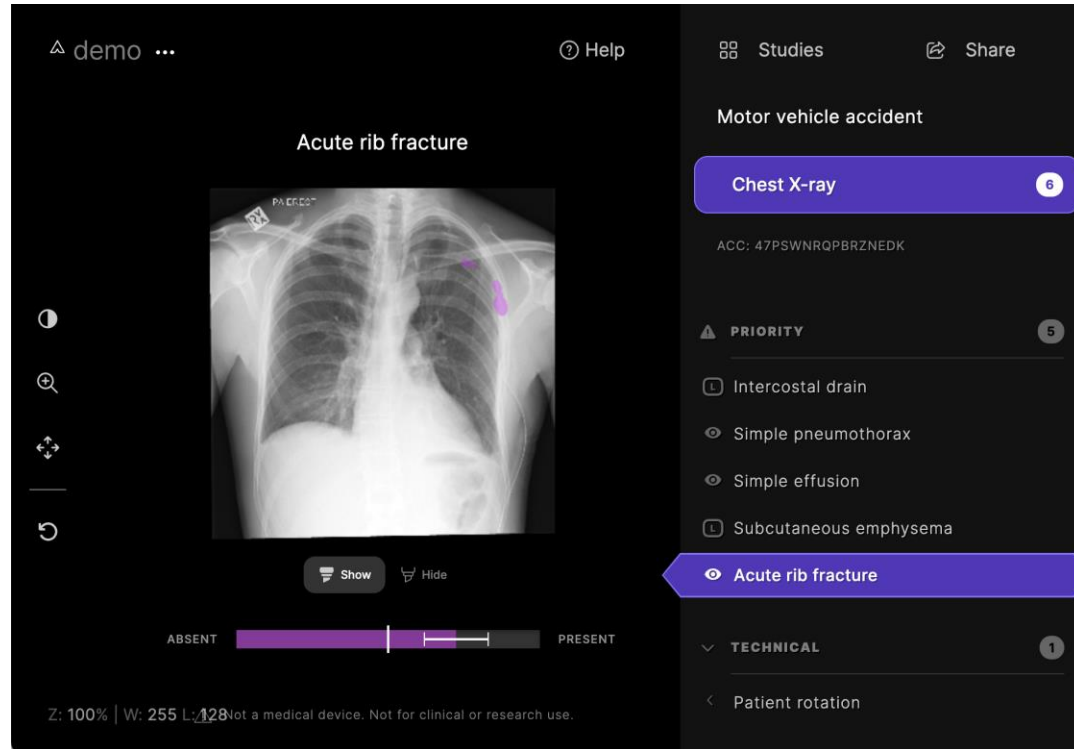 demo
Help
Studies
Share
Acute rib fracture
Motor vehicle accident
Chest X-ray
6
ACC: 47PSWNRQPBRZNEDK
PRIORITY
5
L Intercostal drain
Simple pneumothorax
Simple effusion
L Subcutaneous emphysema
Acute rib fracture
Show
Hide
ABSENT
PRESENT
TECHNICAL
1
Patient rotation
Z: 100% | W: 255 L: 128
Not a medical device. Not for clinical or research use.